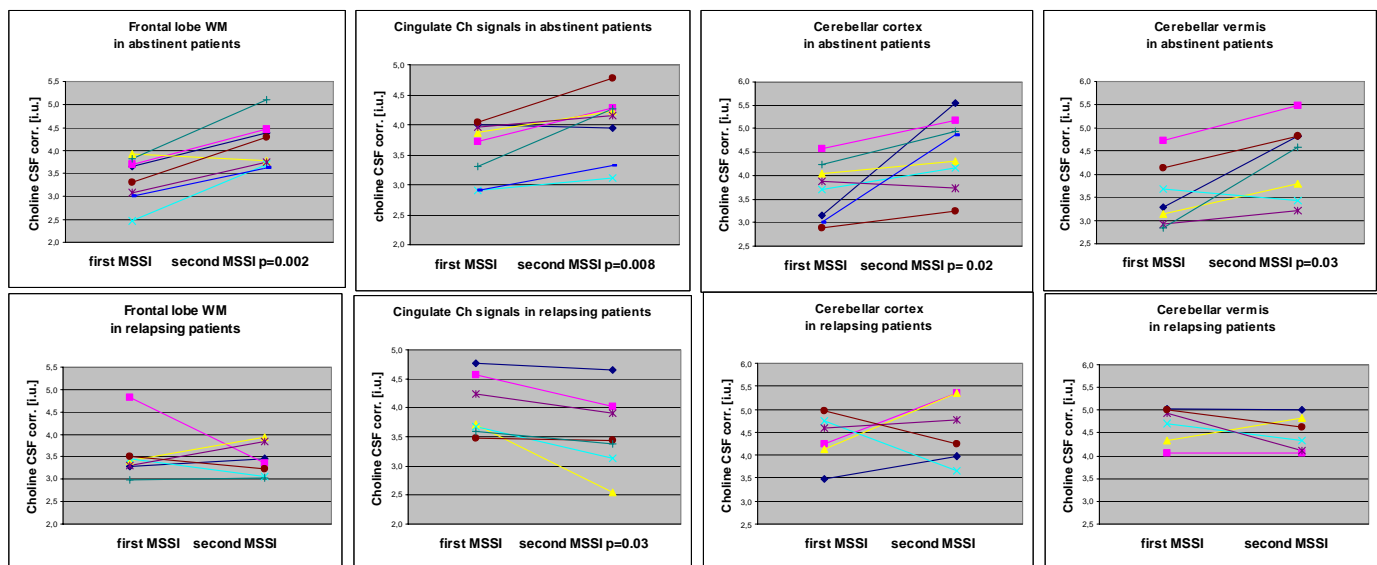 Frontal lobe WM
in abstinent patients
Choline CSF corr. [i.u.]
5,5
5,0
4,5
4,0
3,5
3,0
2,5
2,0
first MSSI second MSSI p=0.002
Cingulate Ch signals in abstinent patients
choline CSF corr. [i.u.]
5,0
4,5
4,0
3,5
3,0
2,5
2,0
first MSSI second MSSI p=0.008
Cerebellar cortex
in abstinent patients
Choline CSF corr. [i.u.]
6,0
5,5
5,0
4,5
4,0
3,5
3,0
2,5
first MSSI second MSSI p= 0.02
Cerebellar vermis
in abstinent patients
Choline CSF corr. [i.u.]
6,0
5,5
5,0
4,5
4,0
3,5
3,0
2,5
first MSSI second MSSI p=0.03
Frontal lobe WM
in relapsing patients
Choline CSF corr. [i.u.]
5,5
5,0
4,5
4,0
3,5
3,0
2,5
2,0
first MSSI second MSSI
Cingulate Ch signals in relapsing patients
Choline CSF corr. [i.u.]
5,0
4,5
4,0
3,5
3,0
2,5
2,0
first MSSI second MSSI p=0.03
Cerebellar cortex
in relapsing patients
Choline CSF corr. [i.u.]
6,0
5,5
5,0
4,5
4,0
3,5
3,0
2,5
first MSSI second MSSI
Cerebellar vermis
in relapsing patients
Choline CSF corr. [i.u.]
6,0
5,5
5,0
4,5
4,0
3,5
3,0
2,5
first MSSI second MSSI